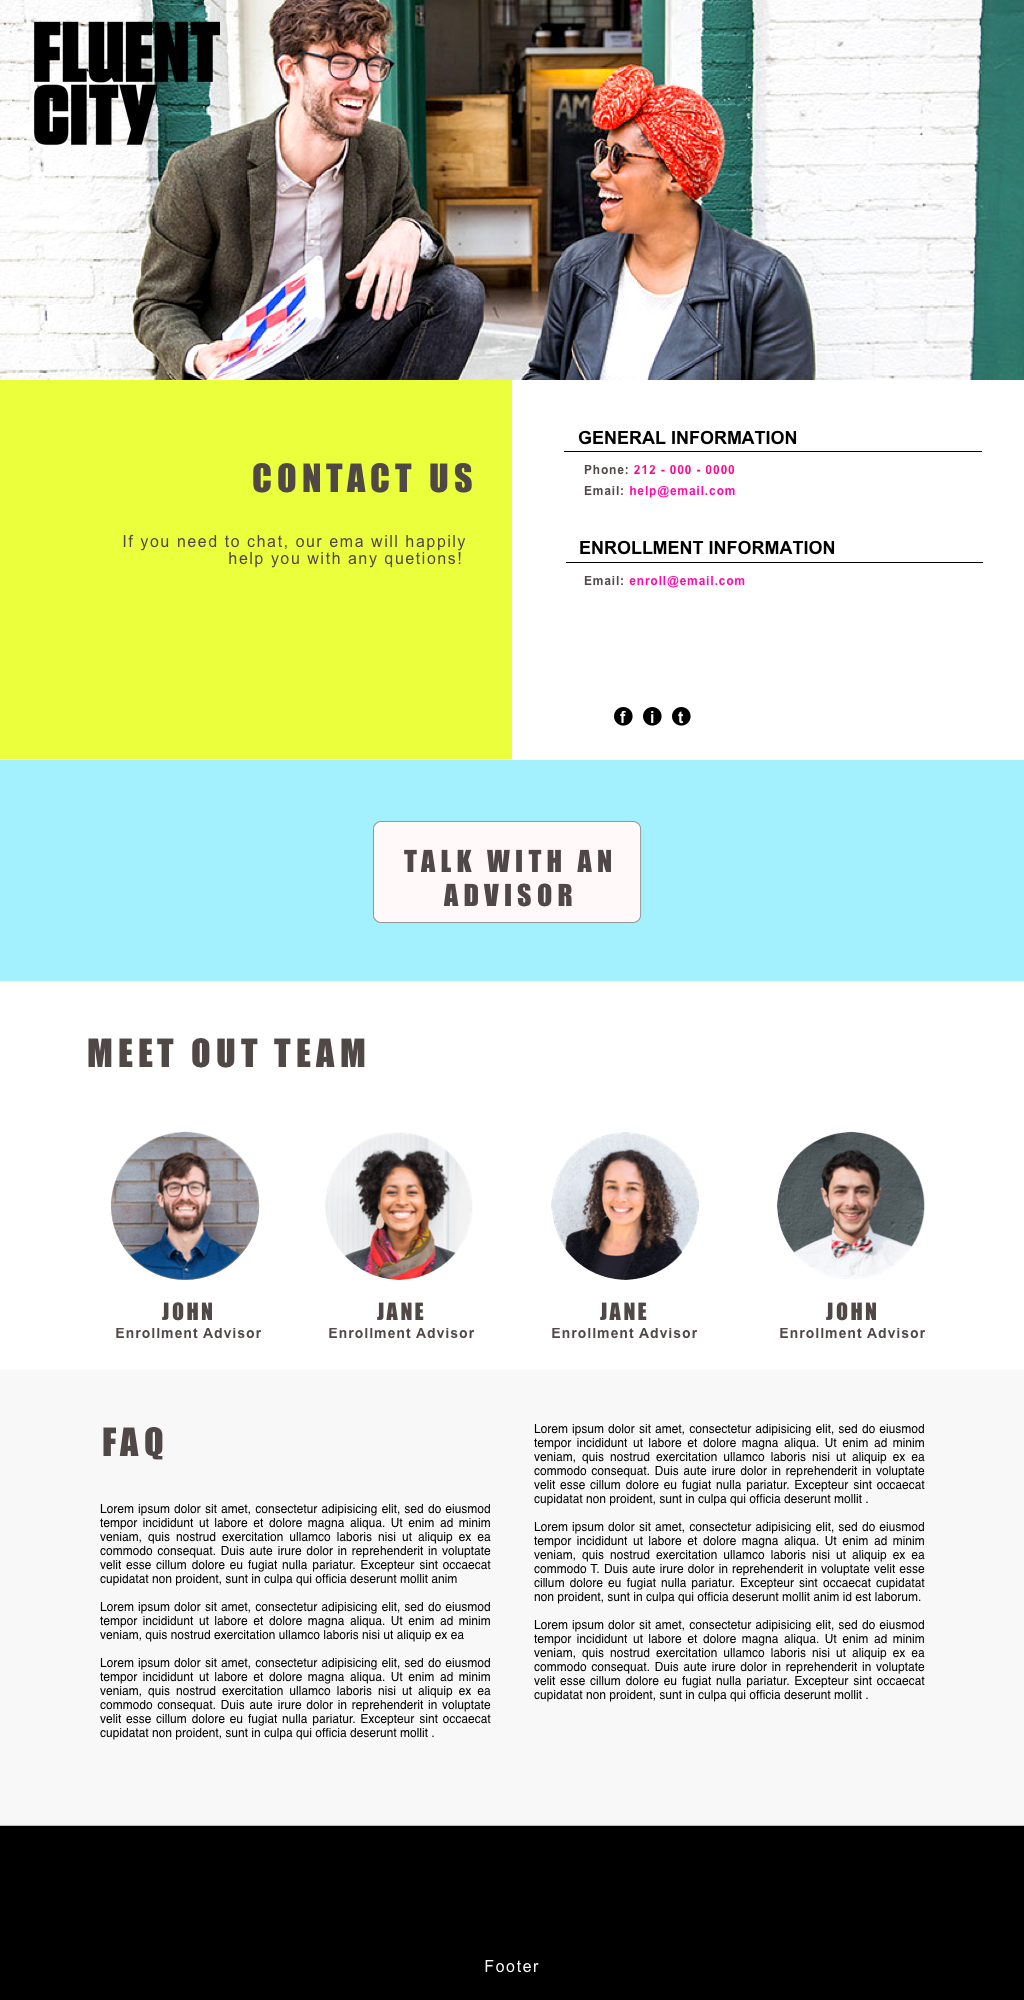 FLUENT
CITY
AM
CONTACT US
If you need to chat, our ema will happily
help you with any quetions!
GENERAL INFORMATION
Phone: 212 - 000 - 0000
Email: help@email.com
ENROLLMENT INFORMATION
Email: enroll@email.com
f i t
TALK WITH AN
ADVISOR
MEET OUT TEAM
JOHN
Enrollment Advisor
JANE
Enrollment Advisor
JANE
Enrollment Advisor
JOHN
Enrollment Advisor
FAQ
Lorem ipsum dolor sit amet, consectetur adipisicing elit, sed do eiusmod
tempor incididunt ut labore et dolore magna aliqua. Ut enim ad minim
veniam, quis nostrud exercitation ullamco laboris nisi ut aliquip ex ea
commodo consequat. Duis aute irure dolor in reprehenderit in voluptate
velit esse cillum dolore eu fugiat nulla pariatur. Excepteur sint occaecat
cupidatat non proident, sunt in culpa qui officia deserunt mollit anim
Lorem ipsum dolor sit amet, consectetur adipisicing elit, sed do eiusmod
tempor incididunt ut labore et dolore magna aliqua. Ut enim ad minim
veniam, quis nostrud exercitation ullamco laboris nisi ut aliquip ex ea
Lorem ipsum dolor sit amet, consectetur adipisicing elit, sed do eiusmod
tempor incididunt ut labore et dolore magna aliqua. Ut enim ad minim
veniam, quis nostrud exercitation ullamco laboris nisi ut aliquip ex ea
commodo consequat. Duis aute irure dolor in reprehenderit in voluptate
velit esse cillum dolore eu fugiat nulla pariatur. Excepteur sint occaecat
cupidatat non proident, sunt in culpa qui officia deserunt mollit .
Lorem ipsum dolor sit amet, consectetur adipisicing elit, sed do eiusmod
tempor incididunt ut labore et dolore magna aliqua. Ut enim ad minim
veniam, quis nostrud exercitation ullamco laboris nisi ut aliquip ex ea
commodo consequat. Duis aute irure dolor in reprehenderit in voluptate
velit esse cillum dolore eu fugiat nulla pariatur. Excepteur sint occaecat
cupidatat non proident, sunt in culpa qui officia deserunt mollit .
Lorem ipsum dolor sit amet, consectetur adipisicing elit, sed do eiusmod
tempor incididunt ut labore et dolore magna aliqua. Ut enim ad minim
veniam, quis nostrud exercitation ullamco laboris nisi ut aliquip ex ea
commodo T. Duis aute irure dolor in reprehenderit in voluptate velit esse
cillum dolore eu fugiat nulla pariatur. Excepteur sint occaecat cupidatat
non proident, sunt in culpa qui officia deserunt mollit anim id est laborum.
Lorem ipsum dolor sit amet, consectetur adipisicing elit, sed do eiusmod
tempor incididunt ut labore et dolore magna aliqua. Ut enim ad minim
veniam, quis nostrud exercitation ullamco laboris nisi ut aliquip ex ea
commodo consequat. Duis aute irure dolor in reprehenderit in voluptate
velit esse cillum dolore eu fugiat nulla pariatur. Excepteur sint occaecat
cupidatat non proident, sunt in culpa qui officia deserunt mollit .
Footer